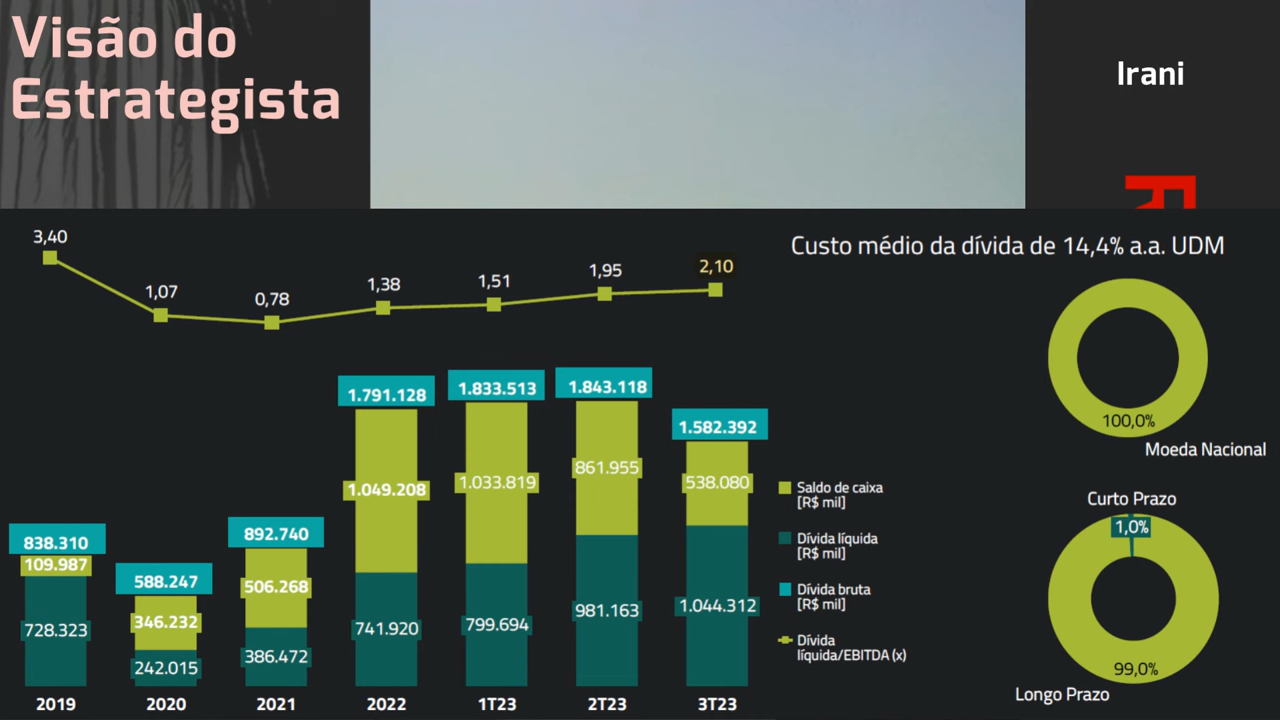 Visão do
Estrategista
Irani
R
3,40
1,07
0,78
1,38
1,51
1,95
2,10
Custo médio da dívida de 14,4% a.a. UDM
100,0%
Moeda Nacional
838.310
109.987
728.323
588.247
346.232
242.015
892.740
506.268
386.472
1.791.128
1.049.208
741.920
1.833.513
1.033.819
799.694
1.843.118
861.955
981.163
1.582.392
538.080
1.044.312
2019
2020
2021
2022
1T23
2T23
3T23
Saldo de caixa
[R$ mil]
Dívida líquida
[R$ mil]
Dívida bruta
[R$ mil]
Dívida
líquida/EBITDA (x)
Curto Prazo
1,0%
99,0%
Longo Prazo